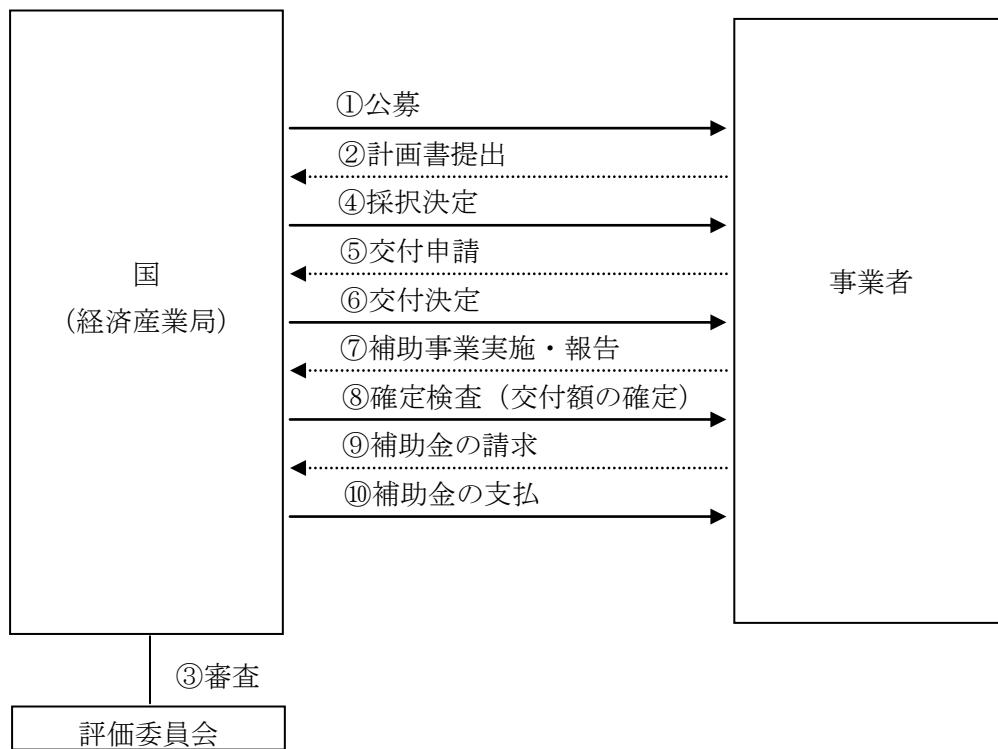 ①公募
②計画書提出
④採択決定
⑤交付申請
国
（経済産業局）
事業者
⑥交付決定
⑦補助事業実施・報告
⑧確定検査（交付額の確定）
⑨補助金の請求
⑩補助金の支払
③審査
評価委員会